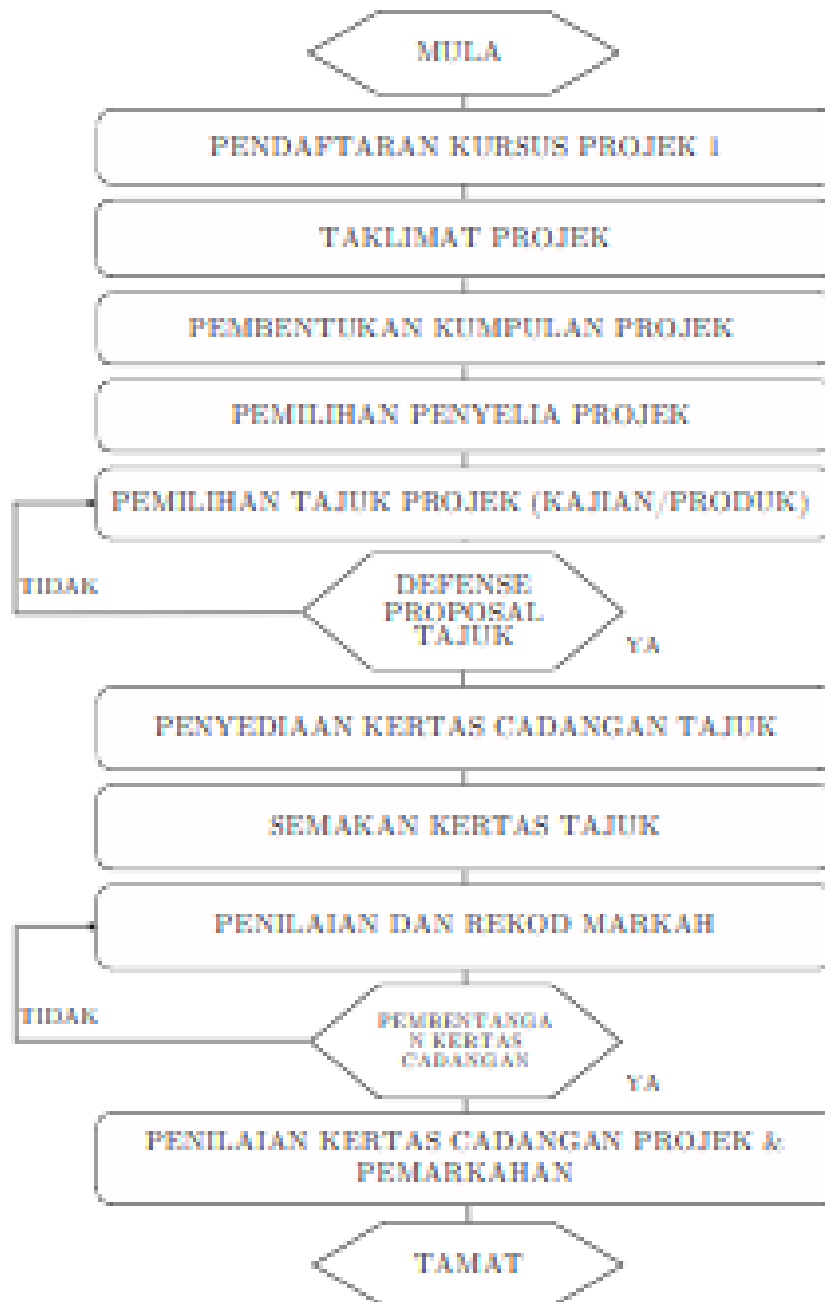 MULA
PENDAFTARAN KURSUS PROJEK 1
TAKLIMAT PROJEK
PEMBENTUKAN KUMPULAN PROJEK
PEMILIHAN PENYELIA PROJEK
PEMILIHAN TAJUK PROJEK (KAJIAN/PRODUK)
TIDAK
DEFENSE
PROPOSAL
TAJUK
YA
PENYEDIAAN KERTAS CADANGAN TAJUK
SEMAKAN KERTAS TAJUK
PENILAIAN DAN REKOD MARKAH
TIDAK
PEMBENTANGA
N KERTAS
CADANGAN
YA
PENILAIAN KERTAS CADANGAN PROJEK &
PEMARKAHAN
TAMAT